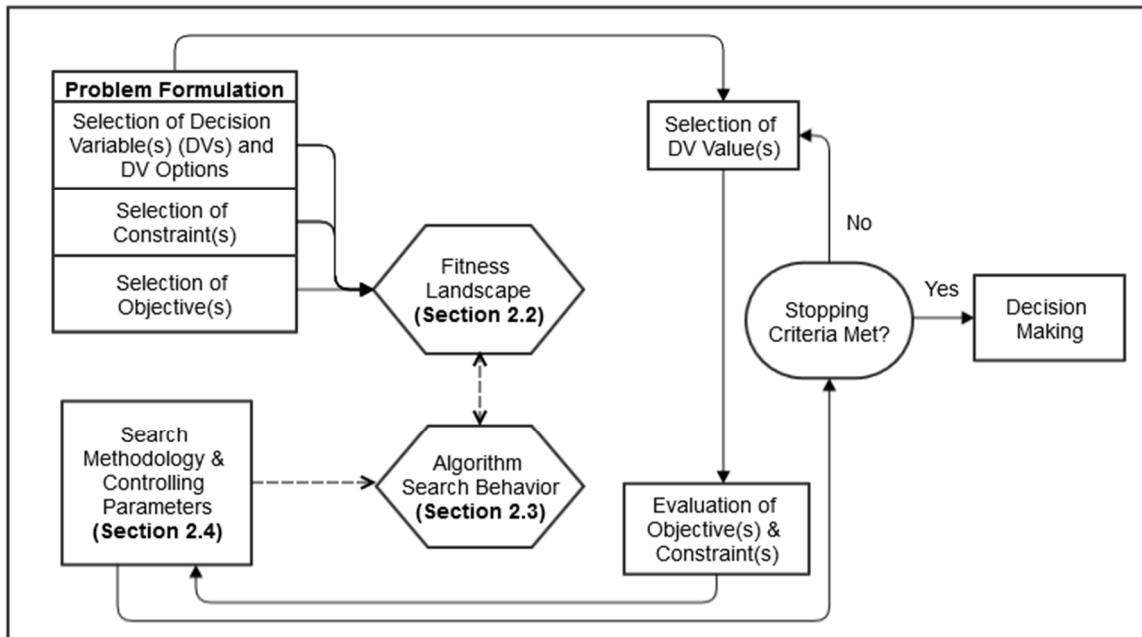 Problem Formulation
Selection of Decision
Variable(s) (DVs) and
DV Options
Selection of
Constraint(s)
Selection of
Objective(s)
Fitness
Landscape
(Section 2.2)
Search
Methodology &
Controlling
Parameters
(Section 2.4)
Algorithm
Search Behavior
(Section 2.3)
Selection of
DV Value(s)
No
Stopping
Criteria Met?
Yes
Decision
Making
Evaluation of
Objective(s) &
Constraint(s)